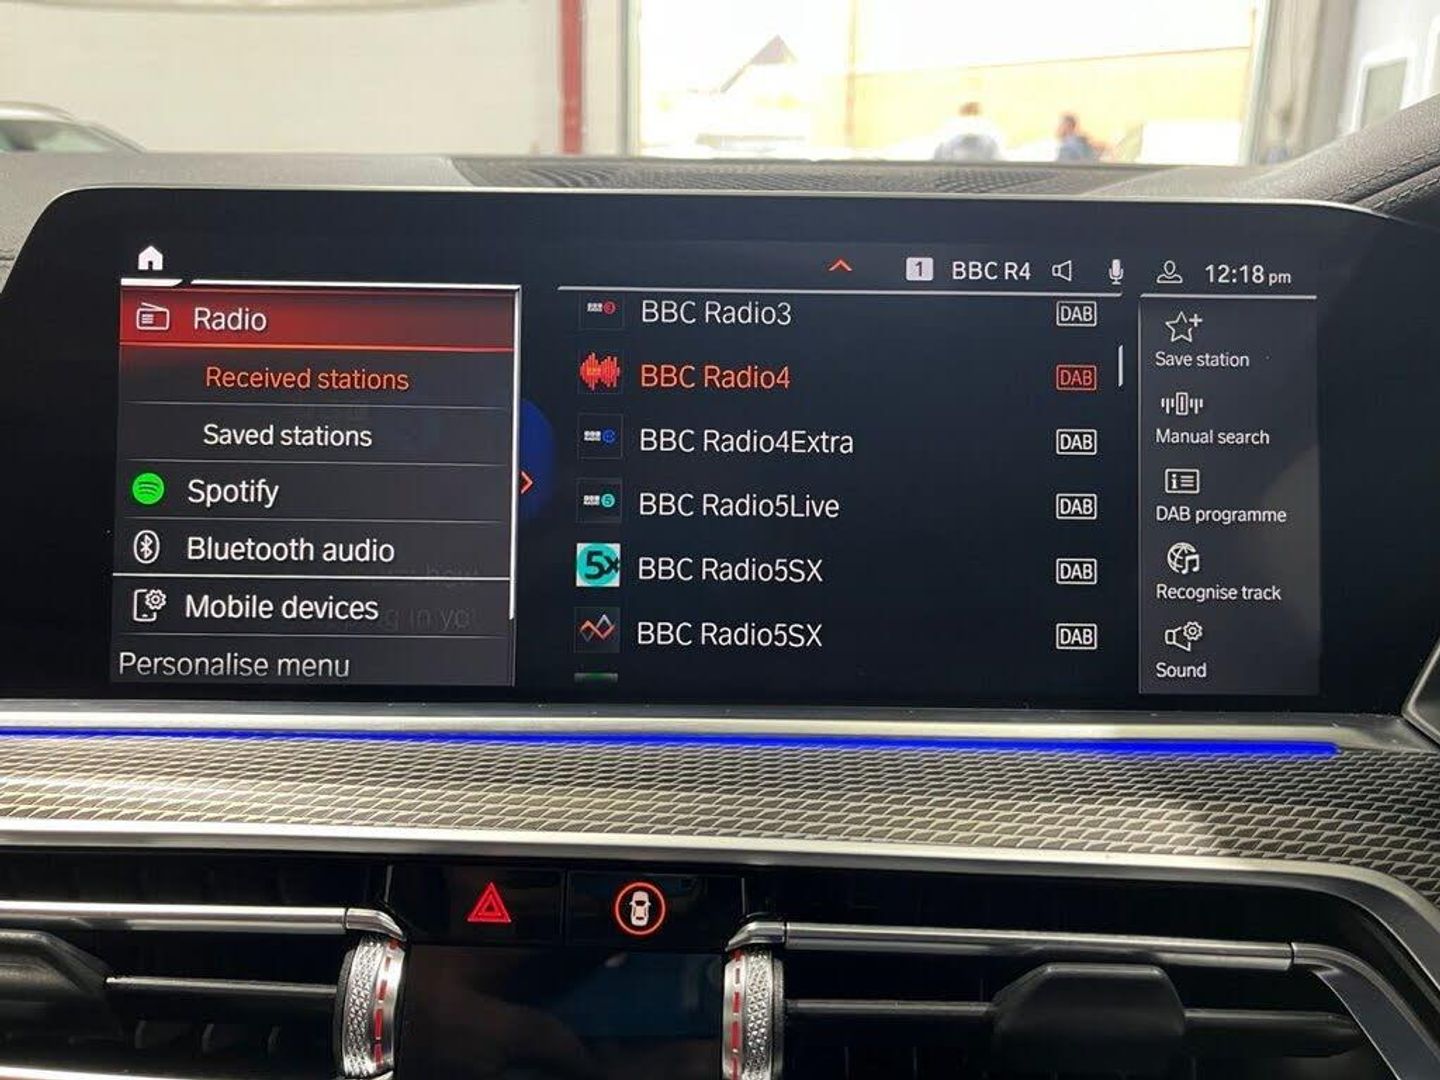 1 BBC R4 12:18 pm
Radio
Received stations
Saved stations
Spotify
Bluetooth audio
Mobile devices
Personalise menu
BBC Radio3 DAB
BBC Radio4 DAB
BBC Radio4Extra DAB
BBC Radio5Live DAB
5x BBC Radio5SX DAB
BBC Radio5SX DAB
Save station
Manual search
DAB programme
Recognise track
Sound